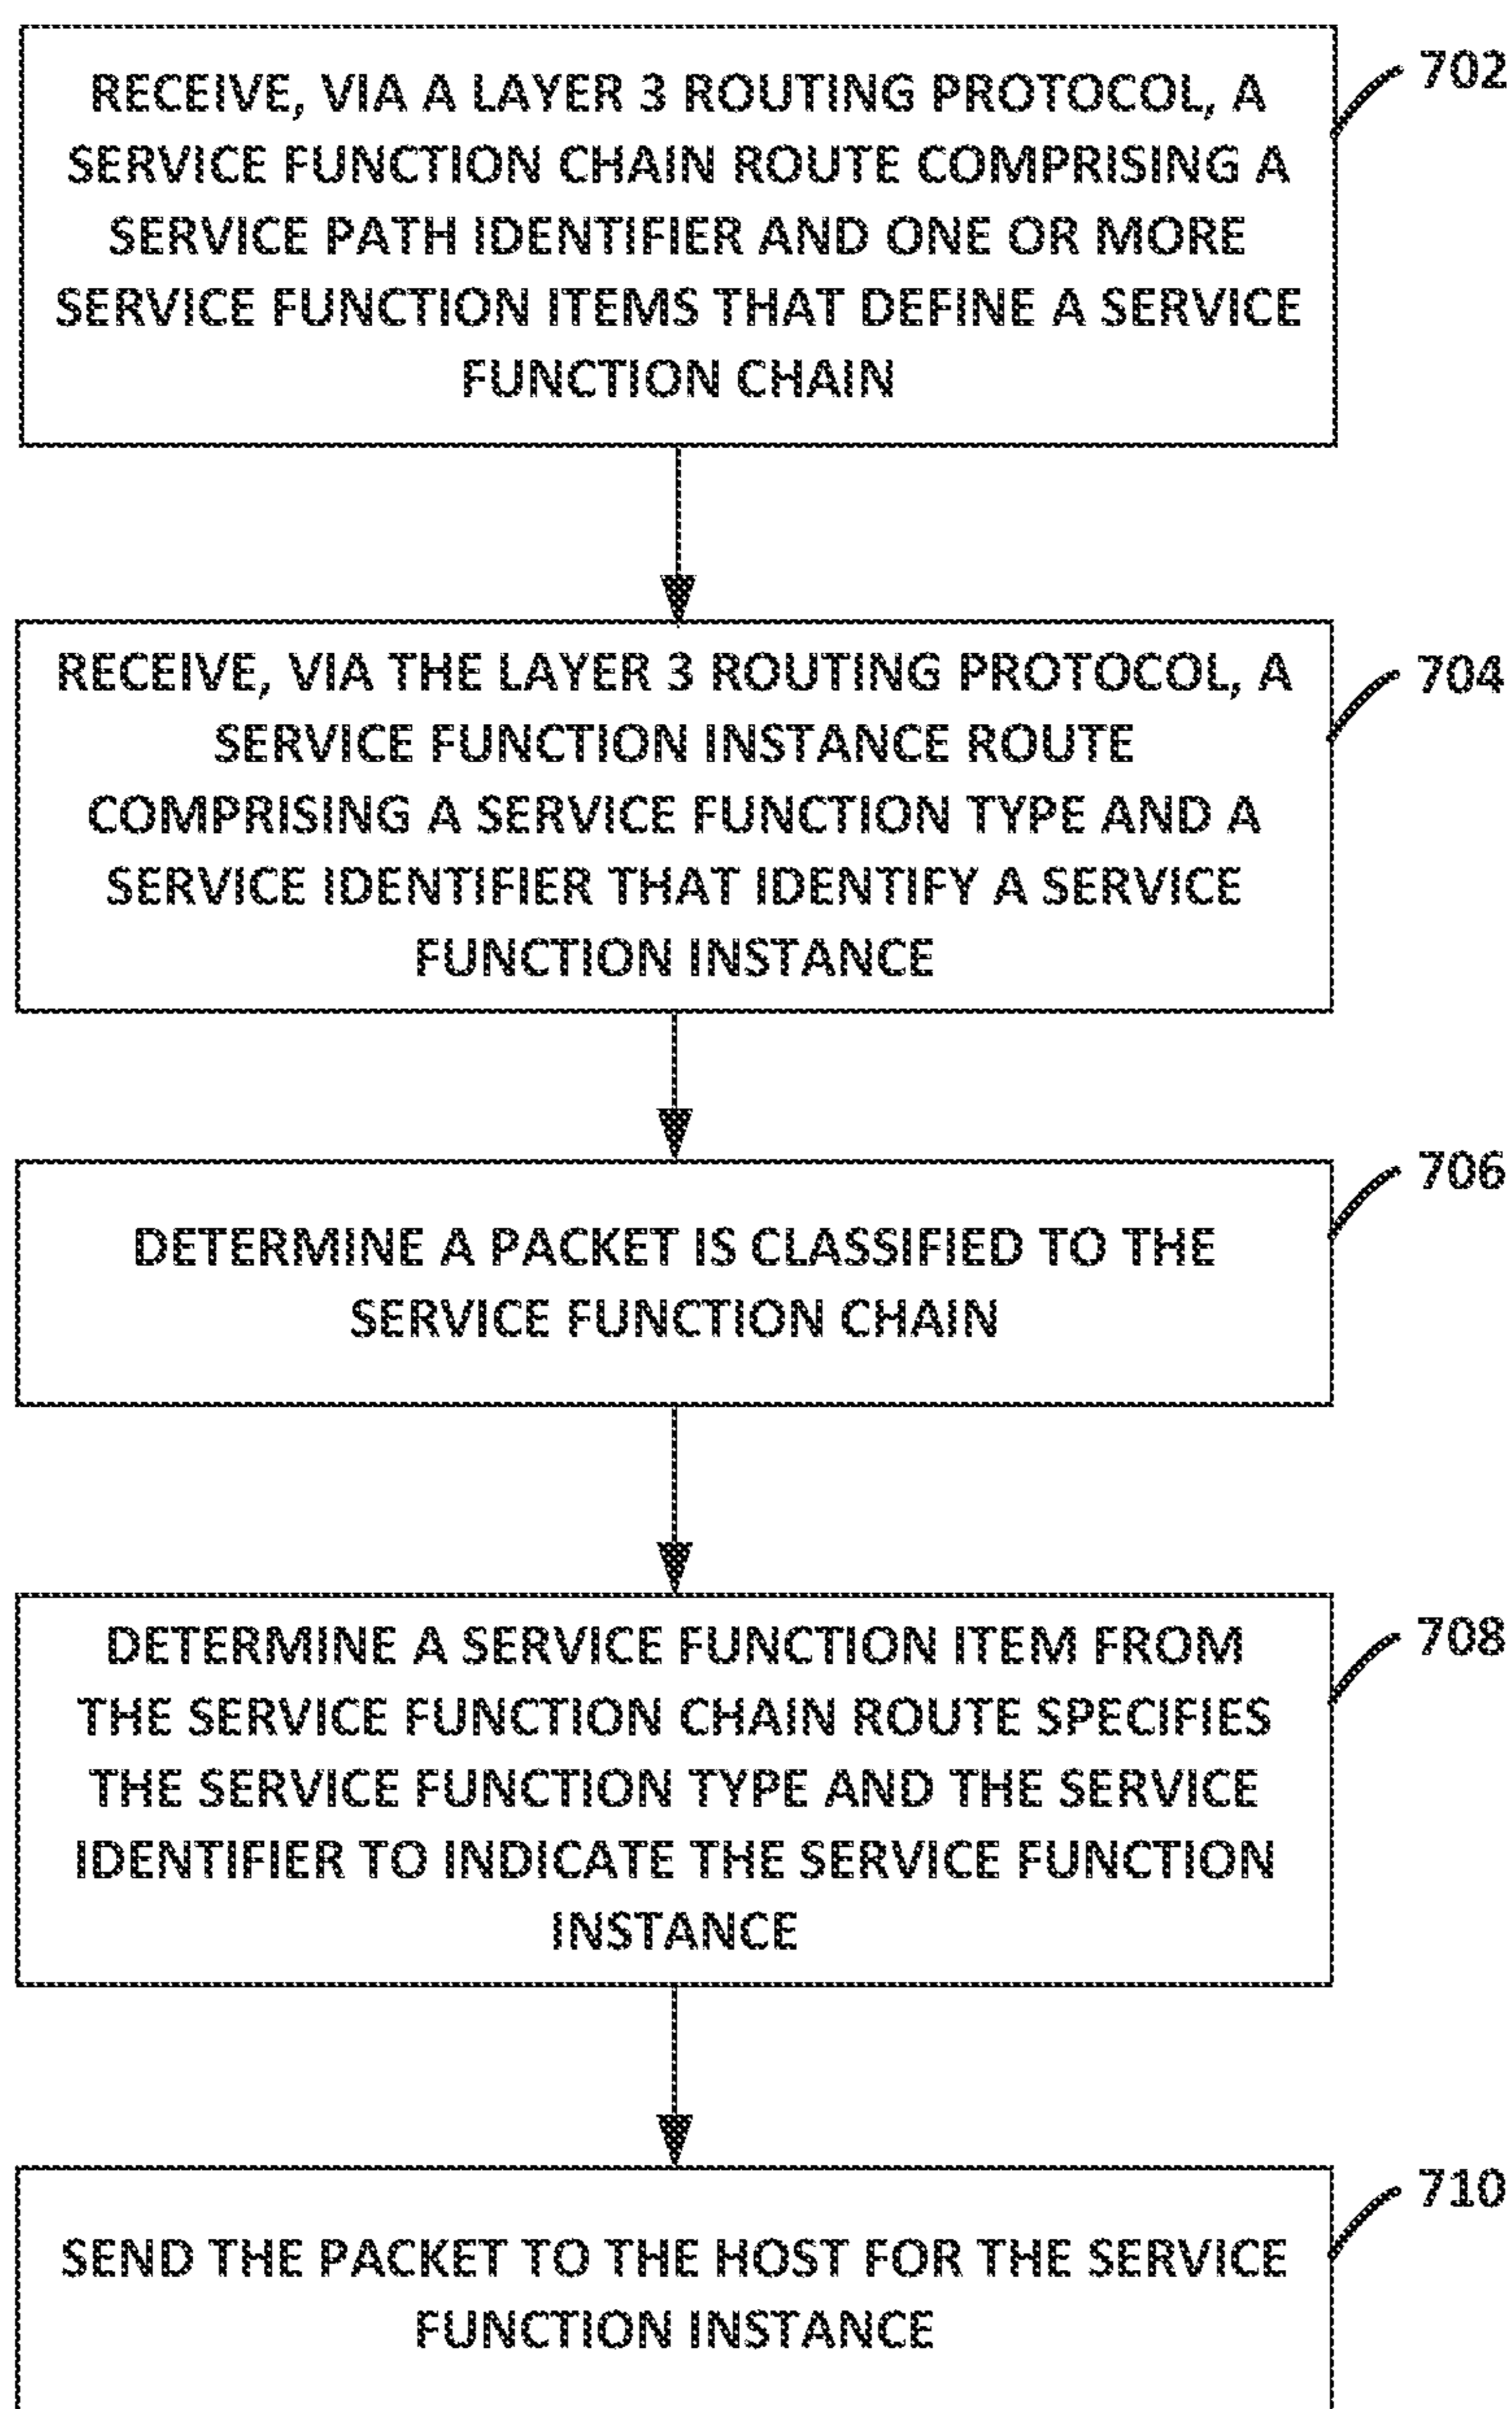 RECEIVE, VIA A LAYER 3 ROUTING PROTOCOL, A
SERVICE FUNCTION CHAIN ROUTE COMPRISING A
SERVICE PATH IDENTIFIER AND ONE OR MORE
SERVICE FUNCTION ITEMS THAT DEFINE A SERVICE
FUNCTION CHAIN
702
RECEIVE, VIA THE LAYER 3 ROUTING PROTOCOL, A
SERVICE FUNCTION INSTANCE ROUTE
COMPRISING A SERVICE FUNCTION TYPE AND A
SERVICE IDENTIFIER THAT IDENTIFY A SERVICE
FUNCTION INSTANCE
704
DETERMINE A PACKET IS CLASSIFIED TO THE
SERVICE FUNCTION CHAIN
706
DETERMINE A SERVICE FUNCTION ITEM FROM
THE SERVICE FUNCTION CHAIN ROUTE SPECIFIES
THE SERVICE FUNCTION TYPE AND THE SERVICE
IDENTIFIER TO INDICATE THE SERVICE FUNCTION
INSTANCE
708
SEND THE PACKET TO THE HOST FOR THE SERVICE
FUNCTION INSTANCE
710